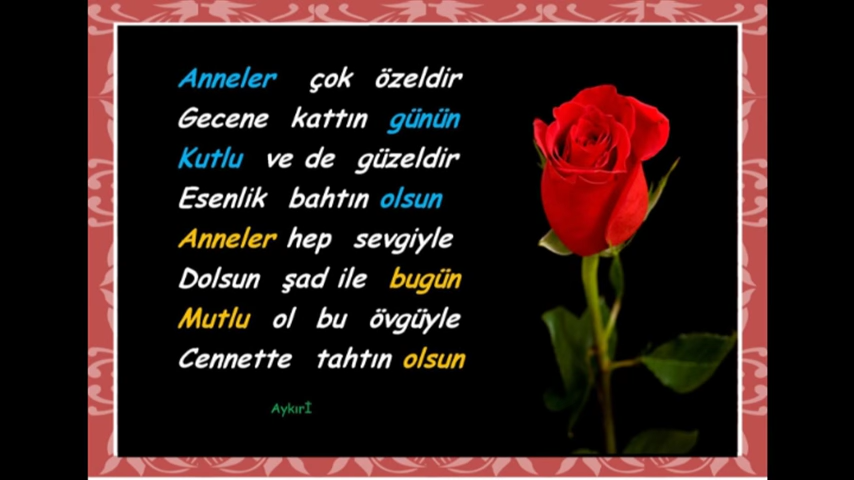 Anneler çok özeldir
Gecene kattın günün
Kutlu ve de güzeldir
Esenlik bahtın olsun
Anneler hep sevgiyle
Dolsun şad ile bugün
Mutlu ol bu övgüyle
Cennette tahtın olsun
Aykırİ